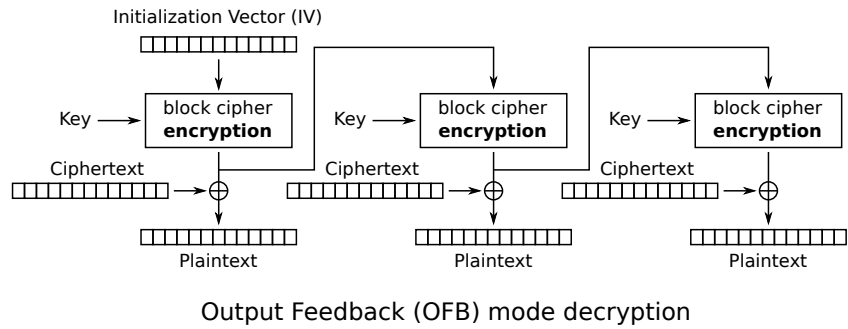 Initialization Vector (IV)
block cipher
encryption
Key
Ciphertext
Plaintext
block cipher
encryption
Key
Ciphertext
Plaintext
block cipher
encryption
Key
Ciphertext
Plaintext
Output Feedback (OFB) mode decryption